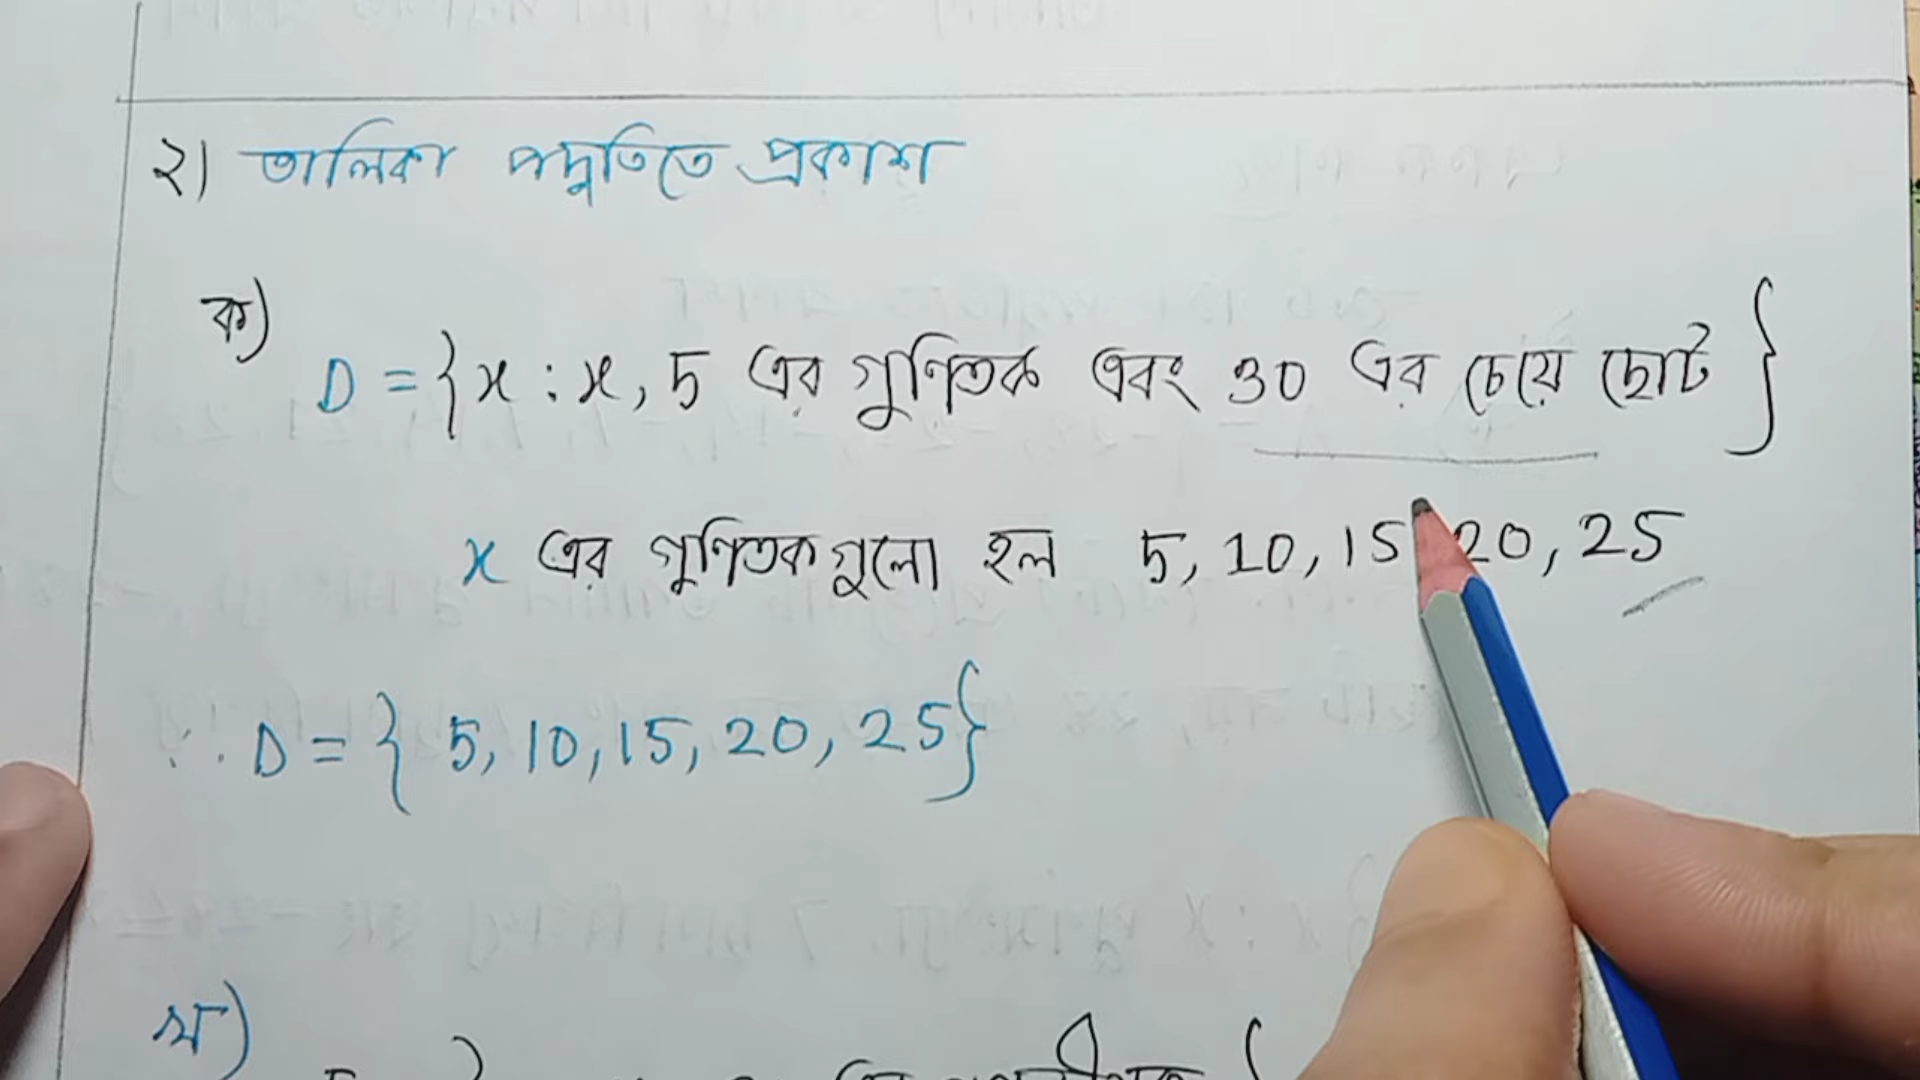 ২) তালিকা পদ্ধতিতে প্রকাশ
ক)
D = {x : x, 5 এর গুণিতক এবং 30 এর চেয়ে ছোট}
x এর গুণিতকগুলো হল 5, 10, 15 20, 25
∴ D = { 5, 10, 15, 20, 25}
খ)